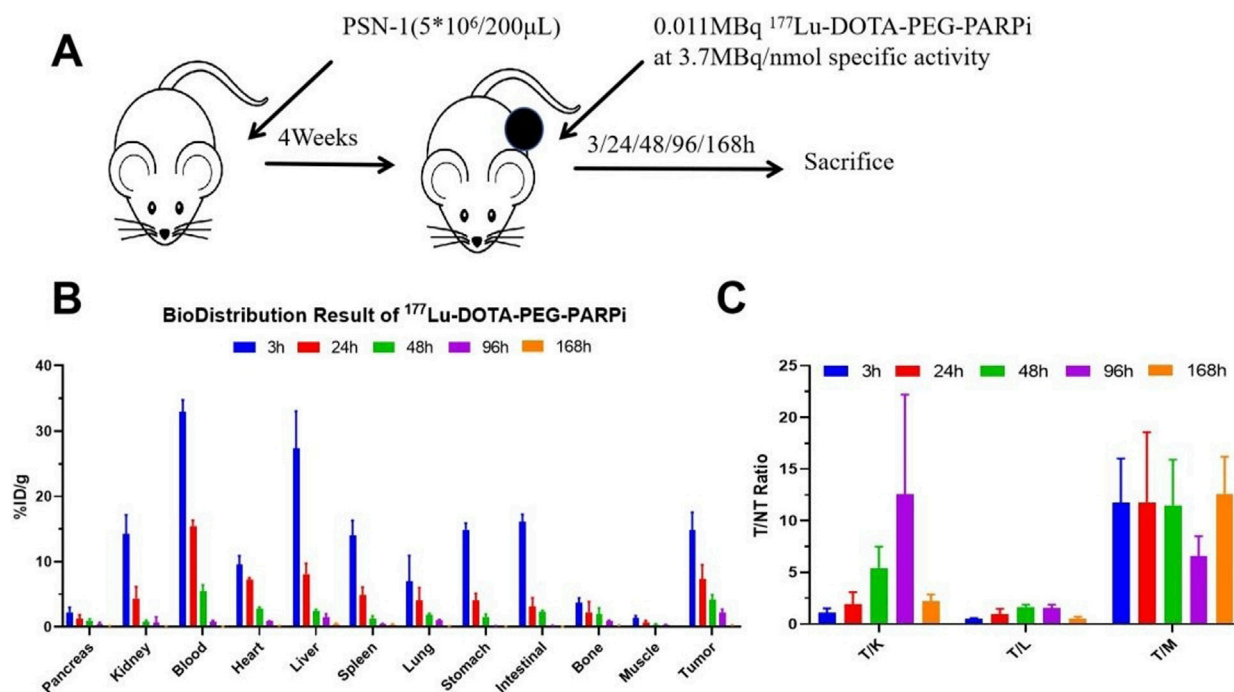 A
PSN-1(5*10⁶/200μL)
0.011MBq ¹⁷⁷Lu-DOTA-PEG-PARPi
at 3.7MBq/nmol specific activity
4Weeks
3/24/48/96/168h
Sacrifice
B
BioDistribution Result of ¹⁷⁷Lu-DOTA-PEG-PARPi
3h 24h 48h 96h 168h
%ID/g
40
30
20
10
0
Pancreas Kidney Blood Heart Liver Spleen Lung Stomach Intestinal Bone Muscle Tumor
C
3h 24h 48h 96h 168h
T/NT Ratio
25
20
15
10
5
0
T/K T/L T/M